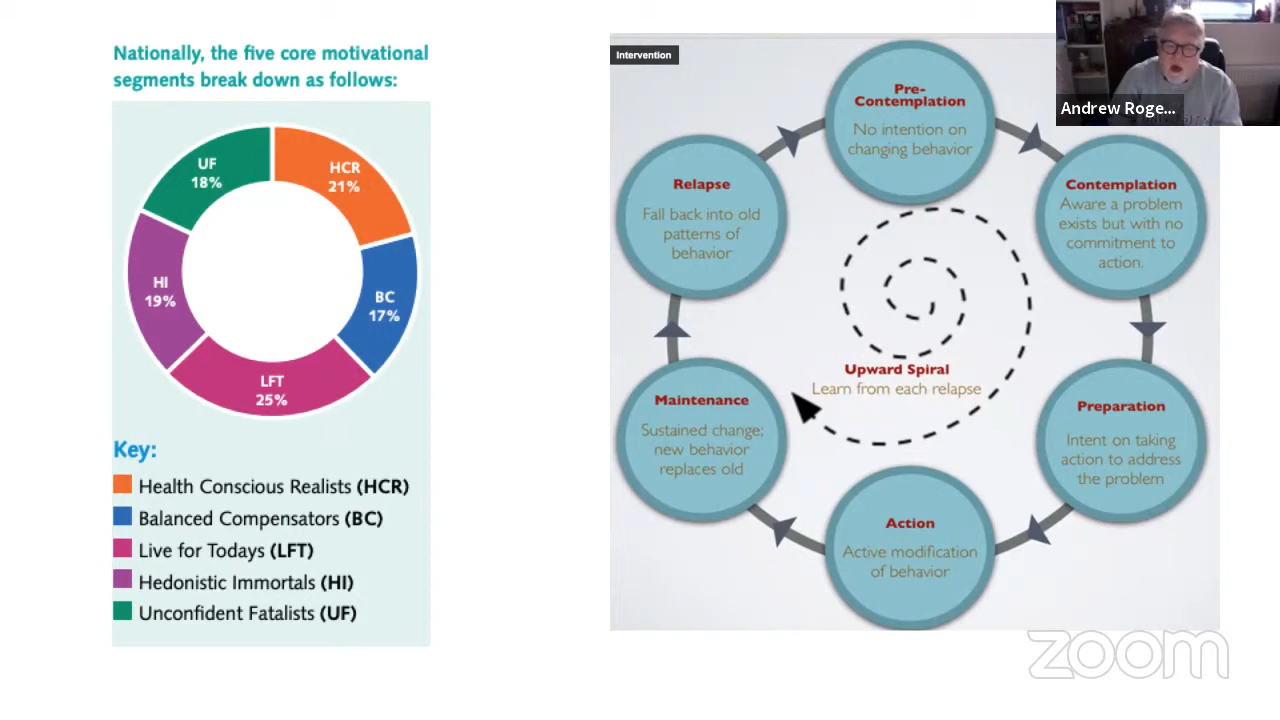 Nationally, the five core motivational
segments break down as follows:
UF
18%
HCR
21%
HI
19%
BC
17%
LFT
25%
Key:
Health Conscious Realists (HCR)
Balanced Compensators (BC)
Live for Todays (LFT)
Hedonistic Immortals (HI)
Unconfident Fatalists (UF)
Intervention
Pre-
Contemplation
No intention on
changing behavior
Contemplation
Aware a problem
exists but with no
commitment to
action.
Preparation
Intent on taking
action to address
the problem
Action
Active modification
of behavior
Maintenance
Sustained change;
new behavior
replaces old
Relapse
Fall back into old
patterns of
behavior
Upward Spiral
Learn from each relapse
Andrew Roge...
zoom